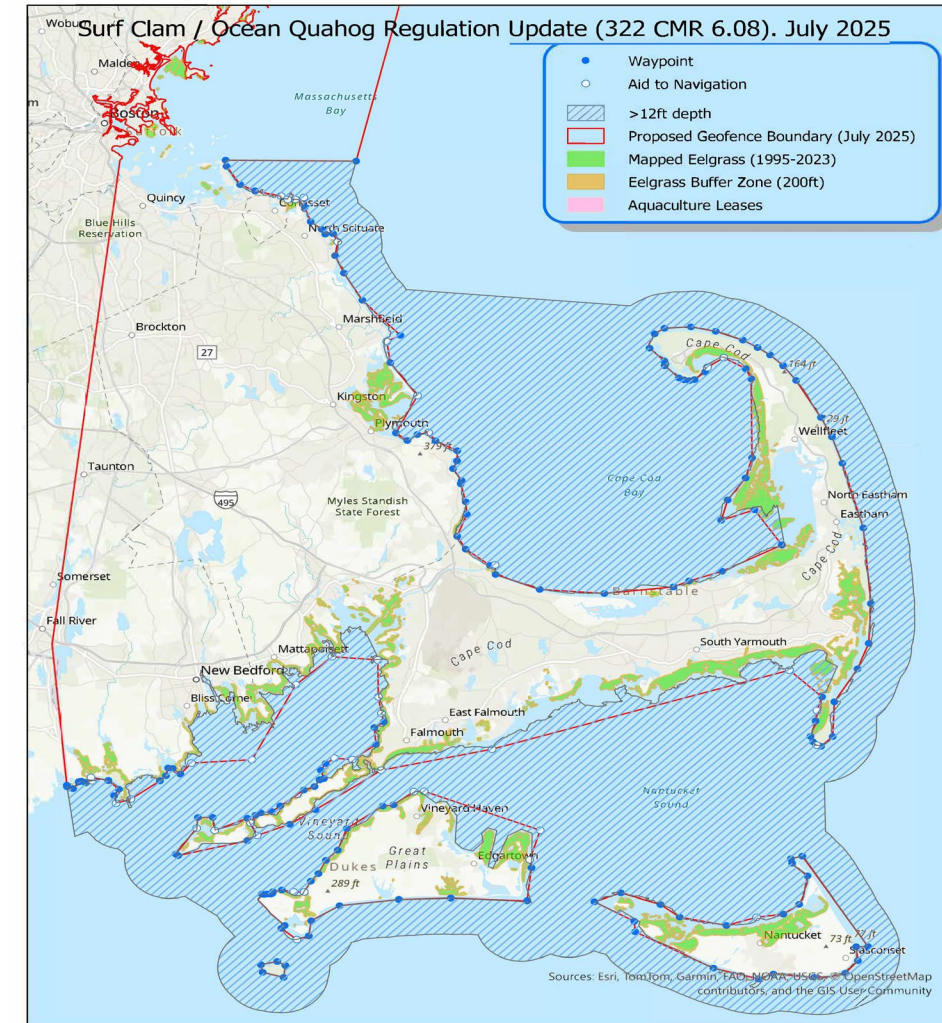 Surf Clam / Ocean Quahog Regulation Update (322 CMR 6.08). July 2025
Wobu
Waypoint
Aid to Navigation
>12ft depth
Proposed Geofence Boundary (July 2025)
Mapped Eelgrass (1995-2023)
Eelgrass Buffer Zone (200ft)
Aquaculture Leases
Malden
Massachusetts
Bay
m
Boston
Suffolk
Quincy
Cohasset
Blue Hills
Reservation
North Scituate
Marshfield
Brockton
27
Cape Cod
164 ft
Kingston
Plymouth
379 ft
29 ft
Wellfleet
Taunton
495
Myles Standish
State Forest
Cape Cod
Bay
North Eastham
Eastham
Cape Cod
Somerset
Barnstable
Fall River
Mattapoisett
Cape Cod
South Yarmouth
New Bedford
Bliss Corne
East Falmouth
Falmouth
Nantucket
Sound
Vineyard Haven
Vineyard
Sound
Great
Plains
Edgartown
Dukes
289 ft
Nantucket
73 ft
77 ft
Siasconset
Sources: Esri, TomTom, Garmin, FAO, NOAA, USGS, © OpenStreetMap
contributors, and the GIS User Community